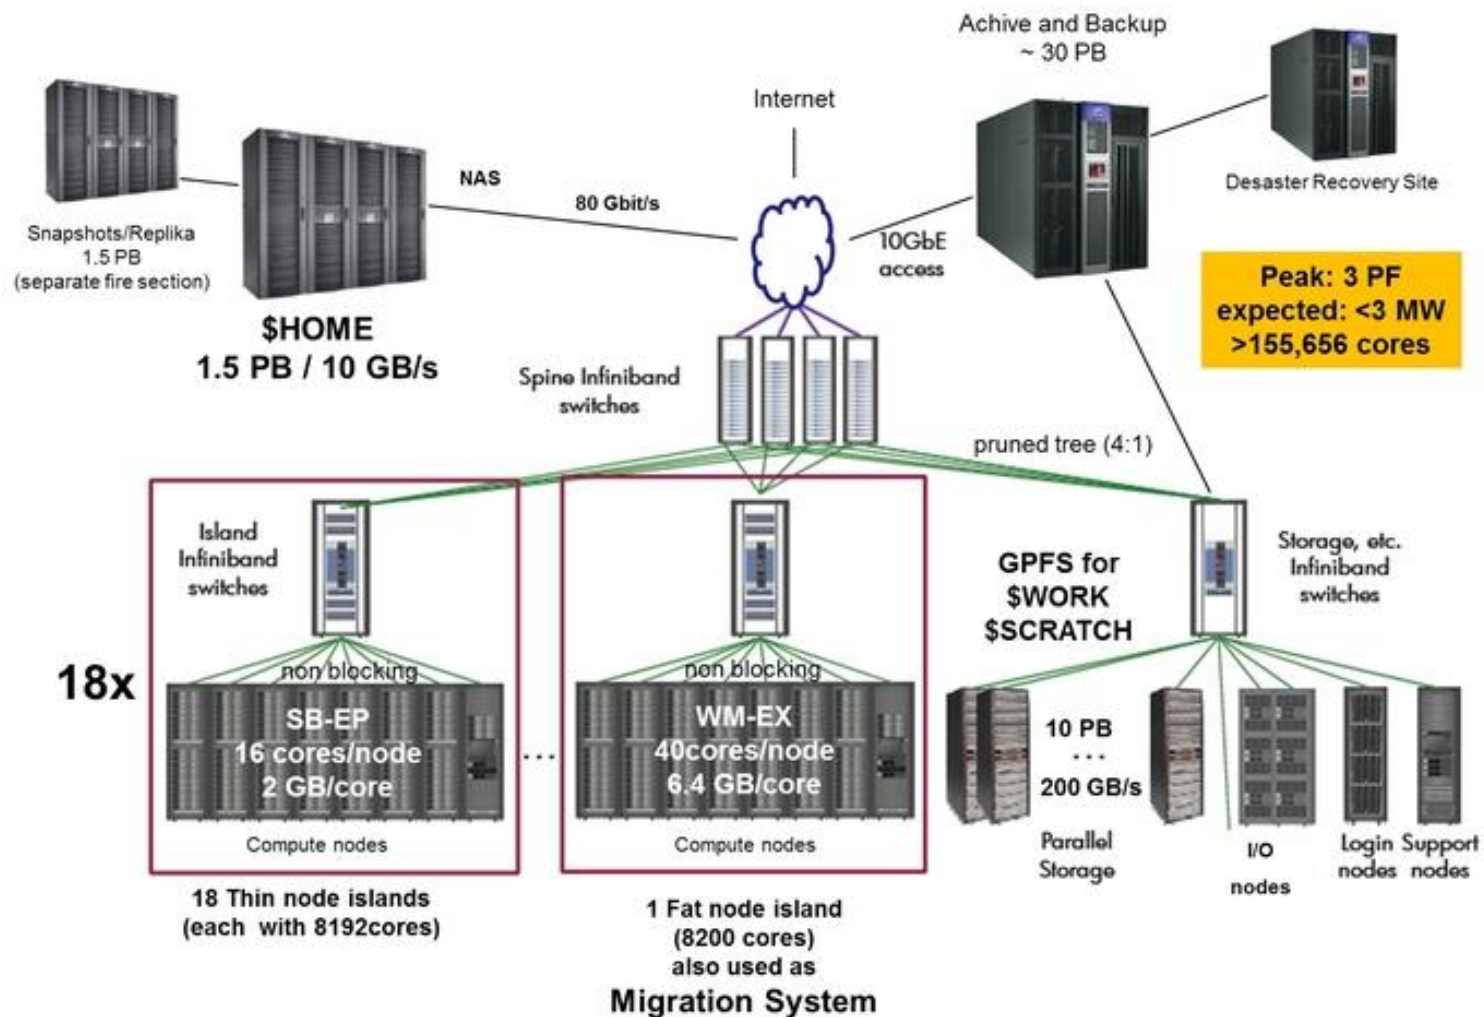 Achive and Backup
~ 30 PB
Internet
Desaster Recovery Site
NAS
80 Gbit/s
10GbE
access
Snapshots/Replika
1.5 PB
(separate fire section)
$HOME
1.5 PB / 10 GB/s
Peak: 3 PF
expected: <3 MW
>155,656 cores
Spine Infiniband
switches
pruned tree (4:1)
Island
Infiniband
switches
GPFS for
$WORK
$SCRATCH
Storage, etc.
Infiniband
switches
18x
non blocking
SB-EP
16 cores/node
2 GB/core
Compute nodes
...
non blocking
WM-EX
40cores/node
6.4 GB/core
Compute nodes
10 PB
...
200 GB/s
Parallel
Storage
I/O
nodes
Login
nodes
Support
nodes
18 Thin node islands
(each with 8192cores)
1 Fat node island
(8200 cores)
also used as
Migration System